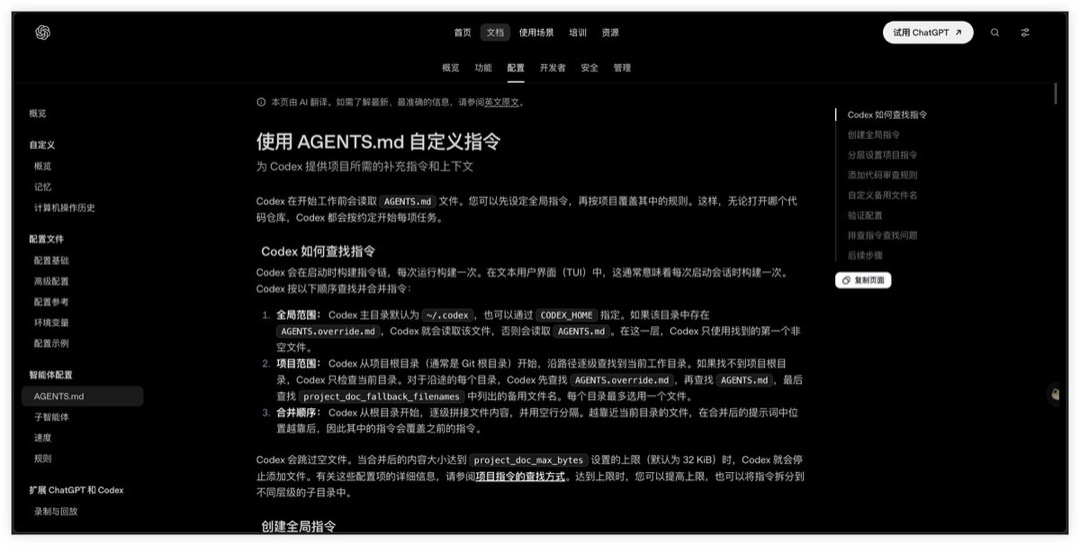 首页 文档 使用场景 培训 资源
试用 ChatGPT ↗
概览 功能 配置 开发者 安全 管理
概览
自定义
概览
记忆
计算机操作历史
配置文件
配置基础
高级配置
配置参考
环境变量
配置示例
智能体配置
AGENTS.md
子智能体
速度
规则
扩展 ChatGPT 和 Codex
录制与回放
本页由 AI 翻译。如需了解最新、最准确的信息，请参阅英文原文。
使用 AGENTS.md 自定义指令
为 Codex 提供项目所需的补充指令和上下文
Codex 在开始工作前会读取 AGENTS.md 文件。您可以先设定全局指令，再按项目覆盖其中的规则。这样，无论打开哪个代
码仓库，Codex 都会按约定开始每项任务。
Codex 如何查找指令
Codex 会在启动时构建指令链，每次运行构建一次。在文本用户界面（TUI）中，这通常意味着每次启动会话时构建一次。
Codex 按以下顺序查找并合并指令：
1. 全局范围： Codex 主目录默认为 ~/.codex，也可以通过 CODEX_HOME 指定。如果该目录中存在
AGENTS.override.md，Codex 就会读取该文件，否则会读取 AGENTS.md。在这一层，Codex 只使用找到的第一个非
空文件。
2. 项目范围： Codex 从项目根目录（通常是 Git 根目录）开始，沿路径逐级查找到当前工作目录。如果找不到项目根目
录，Codex 只检查当前目录。对于沿途的每个目录，Codex 先查找 AGENTS.override.md，再查找 AGENTS.md，最后
查找 project_doc_fallback_filenames 中列出的备用文件名。每个目录最多选用一个文件。
3. 合并顺序： Codex 从根目录开始，逐级拼接文件内容，并用空行分隔。越靠近当前目录的文件，在合并后的提示词中位
置越靠后，因此其中的指令会覆盖之前的指令。
Codex 会跳过空文件。当合并后的内容大小达到 project_doc_max_bytes 设置的上限（默认为 32 KiB）时，Codex 就会停
止添加文件。有关这些配置项的详细信息，请参阅项目指令的查找方式。达到上限时，您可以提高上限，也可以将指令拆分到
不同层级的子目录中。
创建全局指令
Codex 如何查找指令
创建全局指令
分层设置项目指令
添加代码审查规则
自定义备用文件名
验证配置
排查指令查找问题
后续步骤
复制页面